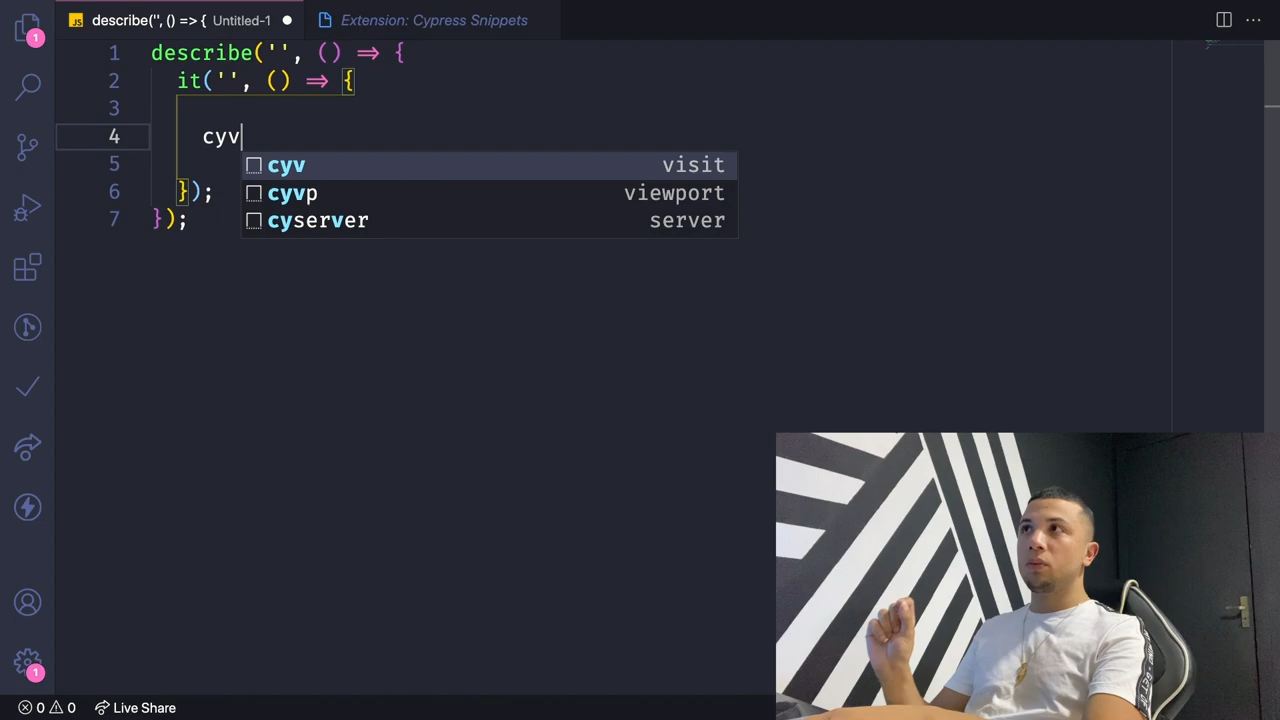 describe('', () => { Untitled-1
Extension: Cypress Snippets
1 describe('', () => {
2 it('', () => {
3
4 cyv
cyv visit
cyvp viewport
cyserver server
5
6 });
7 });
1
1
0 0
Live Share